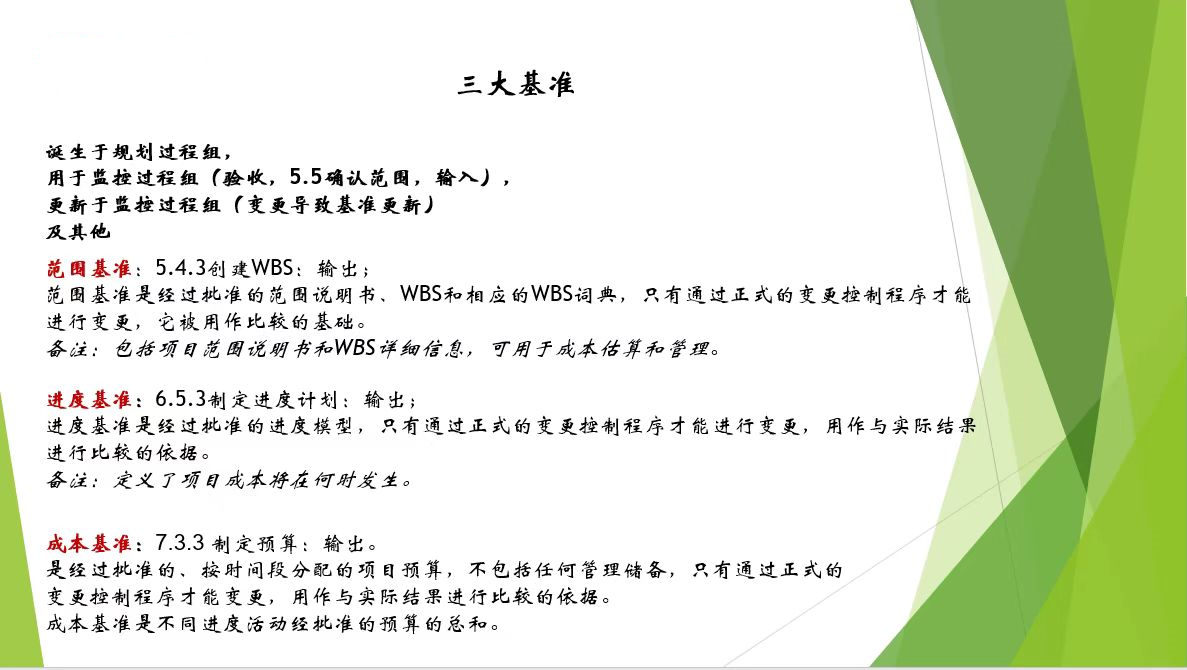 三大基准
诞生于规划过程组，
用于监控过程组（验收，5.5确认范围，输入），
更新于监控过程组（变更导致基准更新）
及其他
范围基准：5.4.3创建WBS：输出；
范围基准是经过批准的范围说明书、WBS和相应的WBS词典，只有通过正式的变更控制程序才能
进行变更，它被用作比较的基础。
备注：包括项目范围说明书和WBS详细信息，可用于成本估算和管理。
进度基准：6.5.3制定进度计划：输出；
进度基准是经过批准的进度模型，只有通过正式的变更控制程序才能进行变更，用作与实际结果
进行比较的依据。
备注：定义了项目成本将在何时发生。
成本基准：7.3.3 制定预算：输出。
是经过批准的、按时间段分配的项目预算，不包括任何管理储备，只有通过正式的
变更控制程序才能变更，用作与实际结果进行比较的依据。
成本基准是不同进度活动经批准的预算的总和。